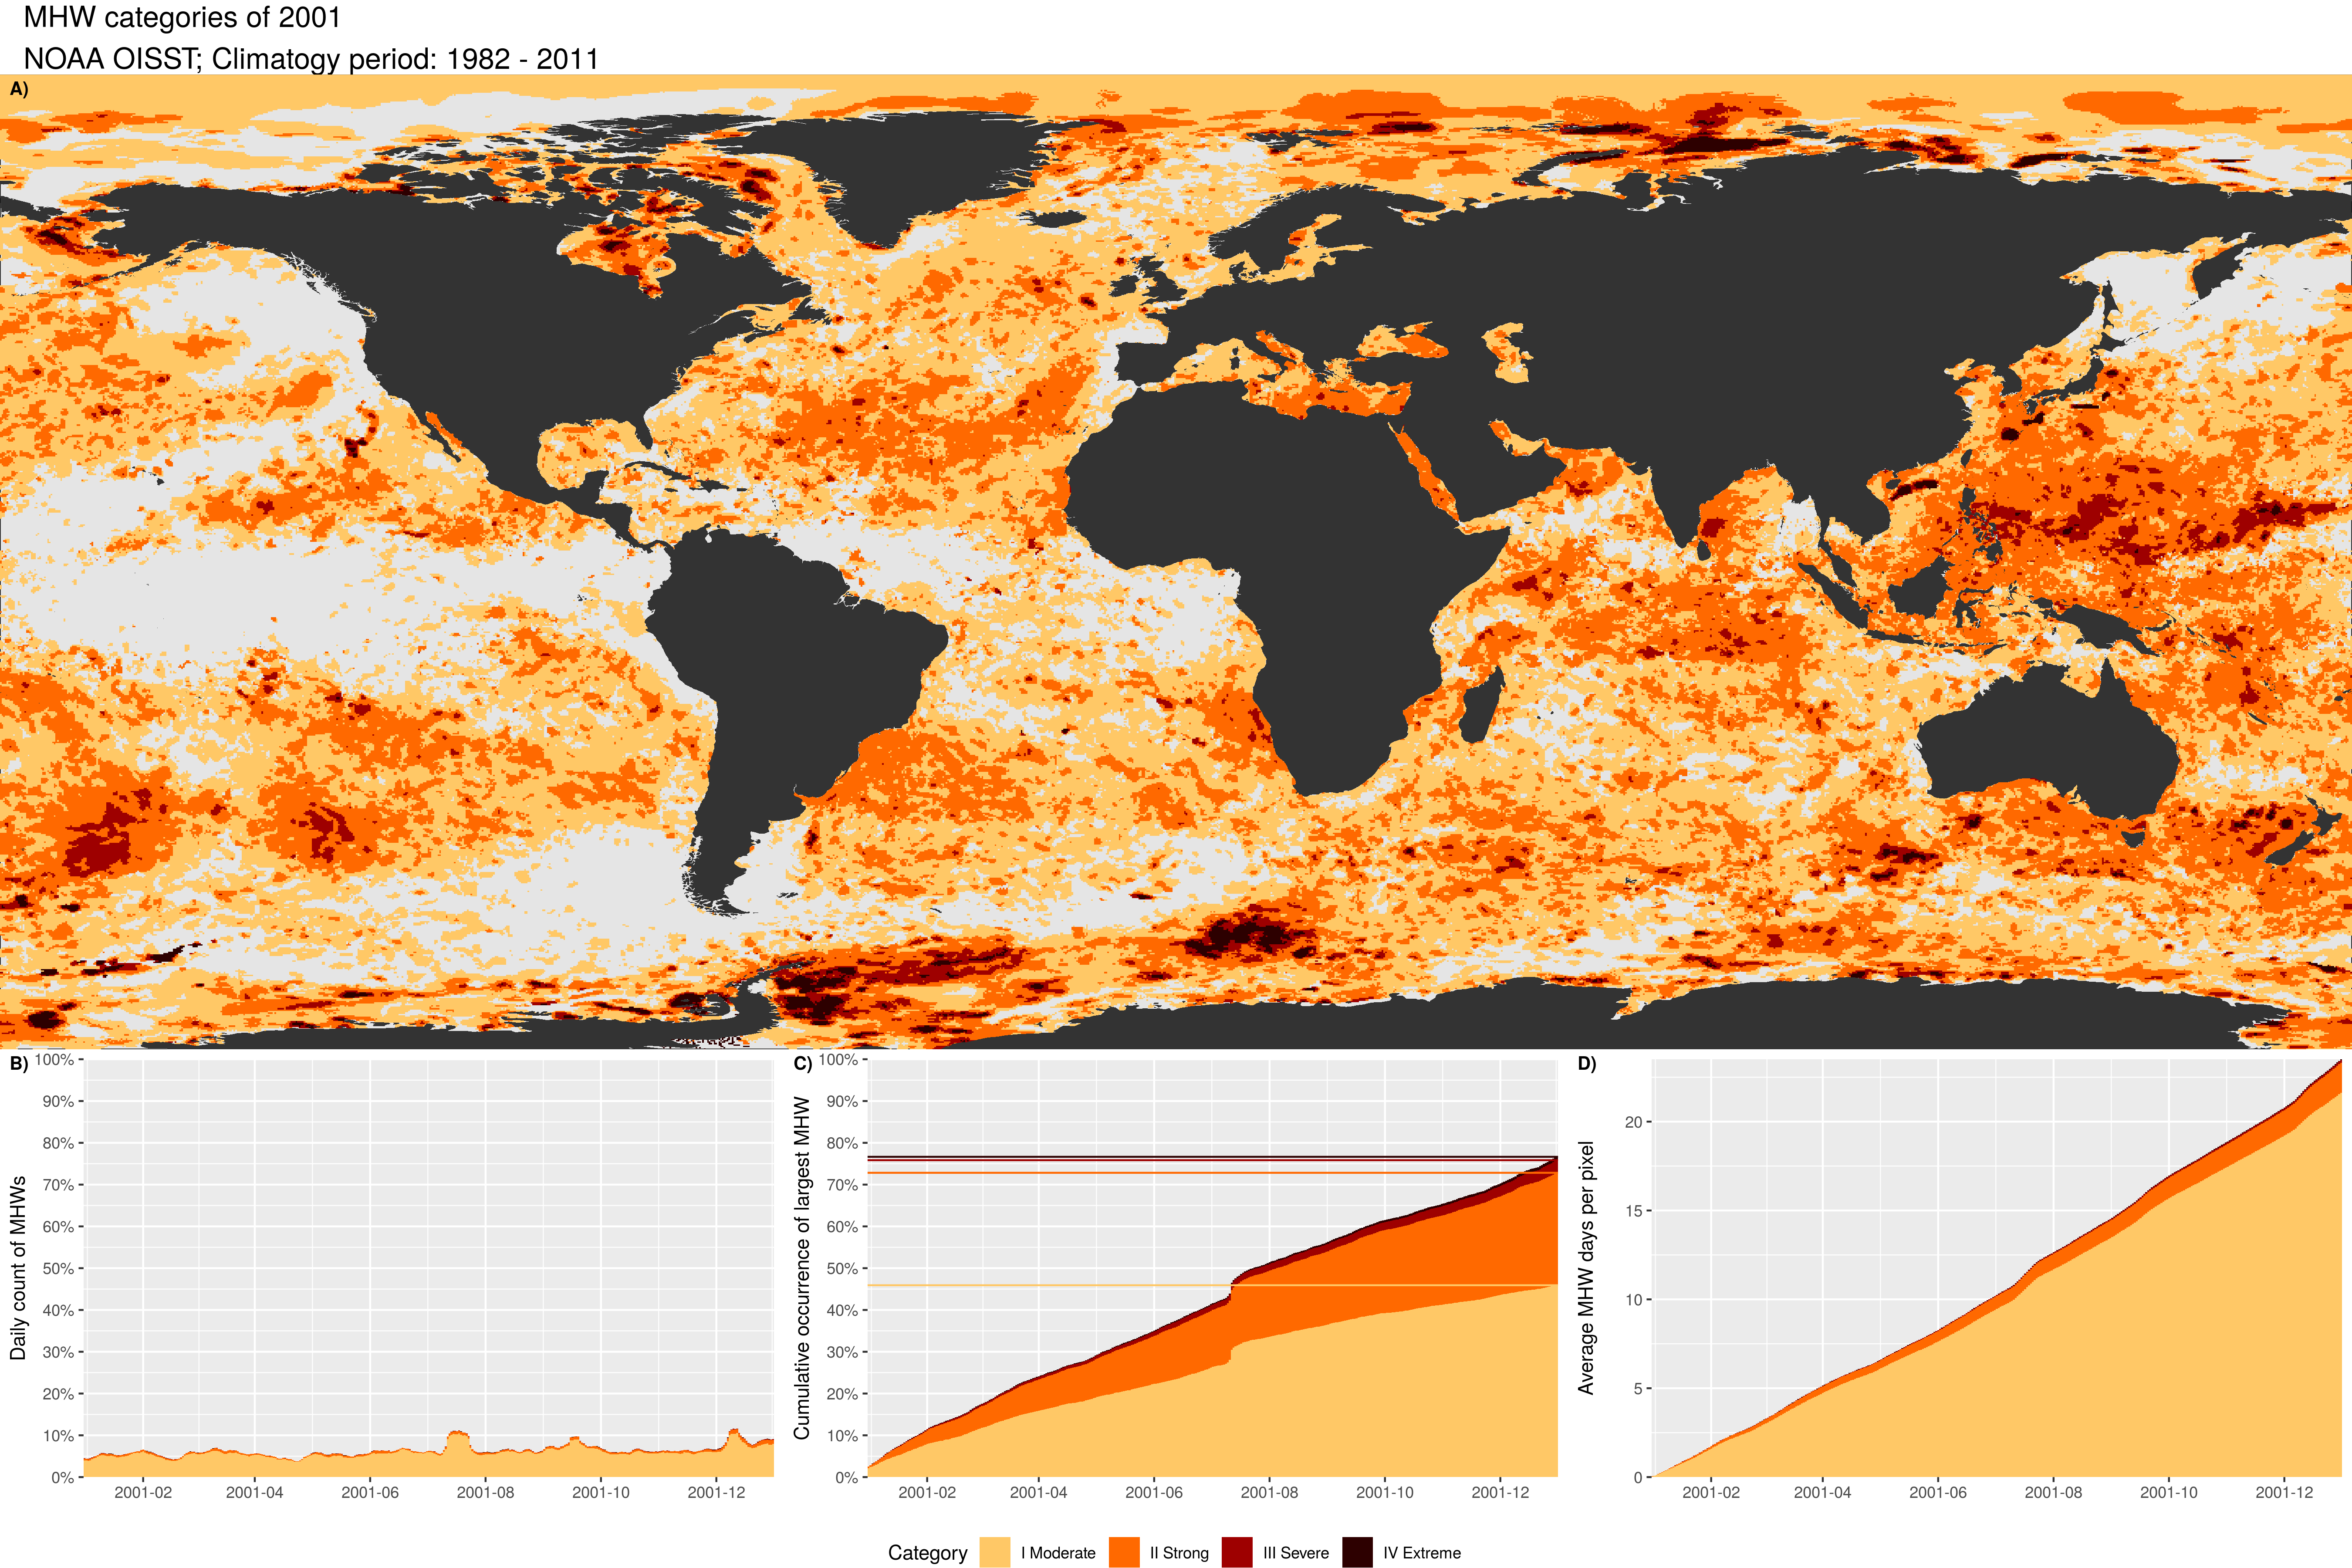 MHW categories of 2001
NOAA OISST; Climatogy period: 1982 - 2011
A)
B)
Daily count of MHWs
100%
90%
80%
70%
60%
50%
40%
30%
20%
10%
0%
2001-02 2001-04 2001-06 2001-08 2001-10 2001-12
C)
Cumulative occurrence of largest MHW
100%
90%
80%
70%
60%
50%
40%
30%
20%
10%
0%
2001-02 2001-04 2001-06 2001-08 2001-10 2001-12
D)
Average MHW days per pixel
20
15
10
5
0
2001-02 2001-04 2001-06 2001-08 2001-10 2001-12
Category I Moderate II Strong III Severe IV Extreme